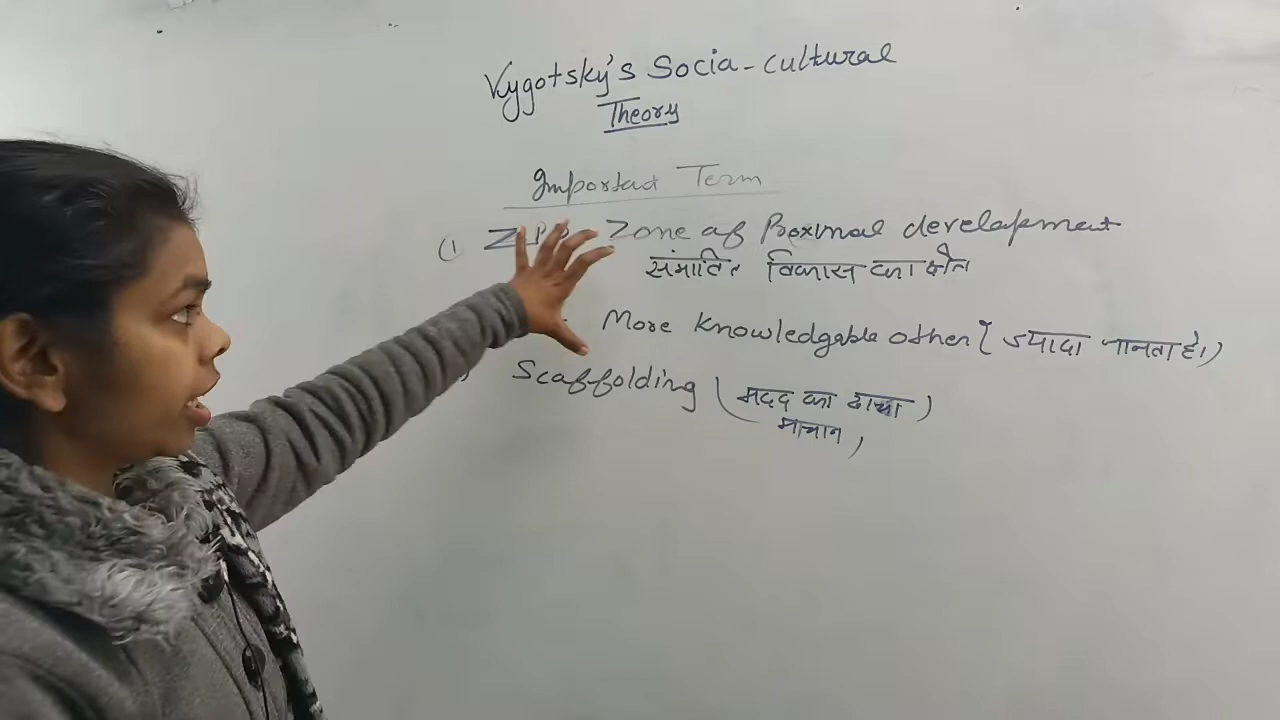 Vygotsky's Socia-cultural
Theory
Important Term
(1 ZPD Zone of Proximal development
संभावित विकास का क्षेत्र
More knowledgable other { ज्यादा जानता है।)
Scaffolding (मदद का ढाचा)
माचान,